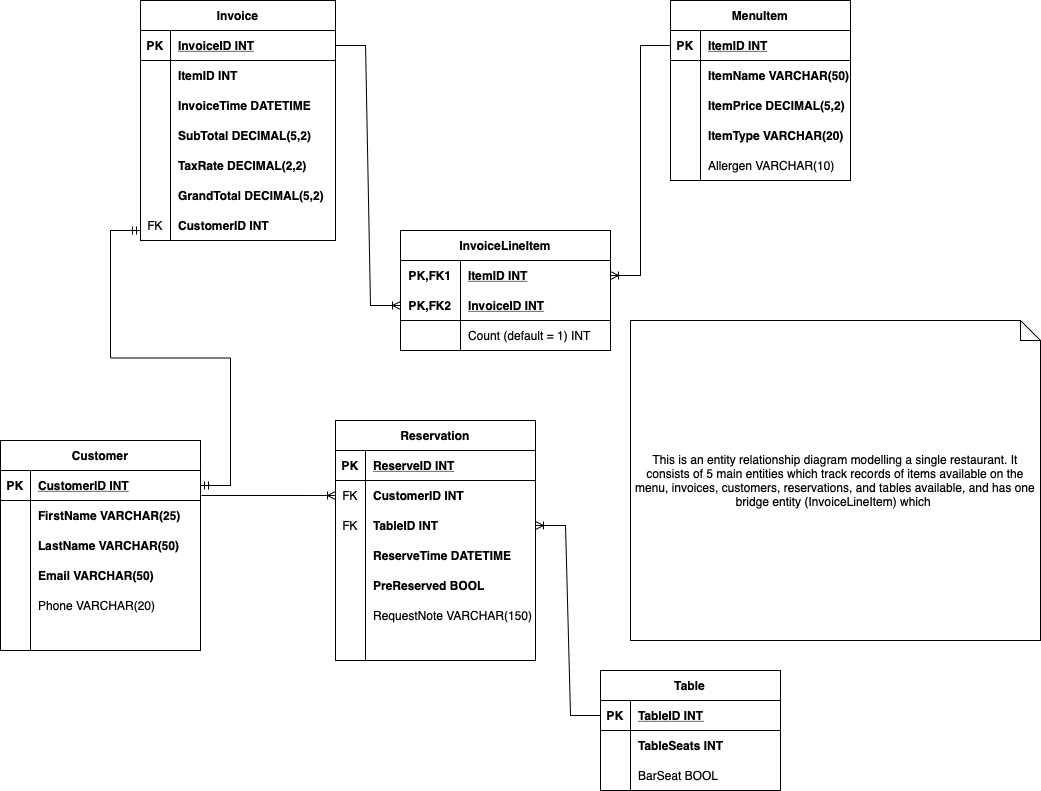 Invoice
PK InvoiceID INT
ItemID INT
InvoiceTime DATETIME
SubTotal DECIMAL(5,2)
TaxRate DECIMAL(2,2)
GrandTotal DECIMAL(5,2)
FK CustomerID INT
MenuItem
PK ItemID INT
ItemName VARCHAR(50)
ItemPrice DECIMAL(5,2)
ItemType VARCHAR(20)
Allergen VARCHAR(10)
InvoiceLineItem
PK,FK1 ItemID INT
PK,FK2 InvoiceID INT
Count (default = 1) INT
This is an entity relationship diagram modelling a single restaurant. It
consists of 5 main entities which track records of items available on the
menu, invoices, customers, reservations, and tables available, and has one
bridge entity (InvoiceLineItem) which
Customer
PK CustomerID INT
FirstName VARCHAR(25)
LastName VARCHAR(50)
Email VARCHAR(50)
Phone VARCHAR(20)
Reservation
PK ReserveID INT
FK CustomerID INT
FK TableID INT
ReserveTime DATETIME
PreReserved BOOL
RequestNote VARCHAR(150)
Table
PK TableID INT
TableSeats INT
BarSeat BOOL